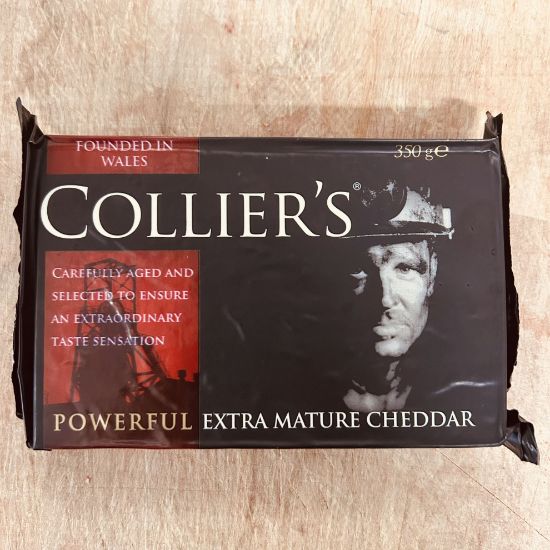 FOUNDED IN
WALES
350 g℮
COLLIER'S®
CAREFULLY AGED AND
SELECTED TO ENSURE
AN EXTRAORDINARY
TASTE SENSATION
POWERFUL EXTRA MATURE CHEDDAR